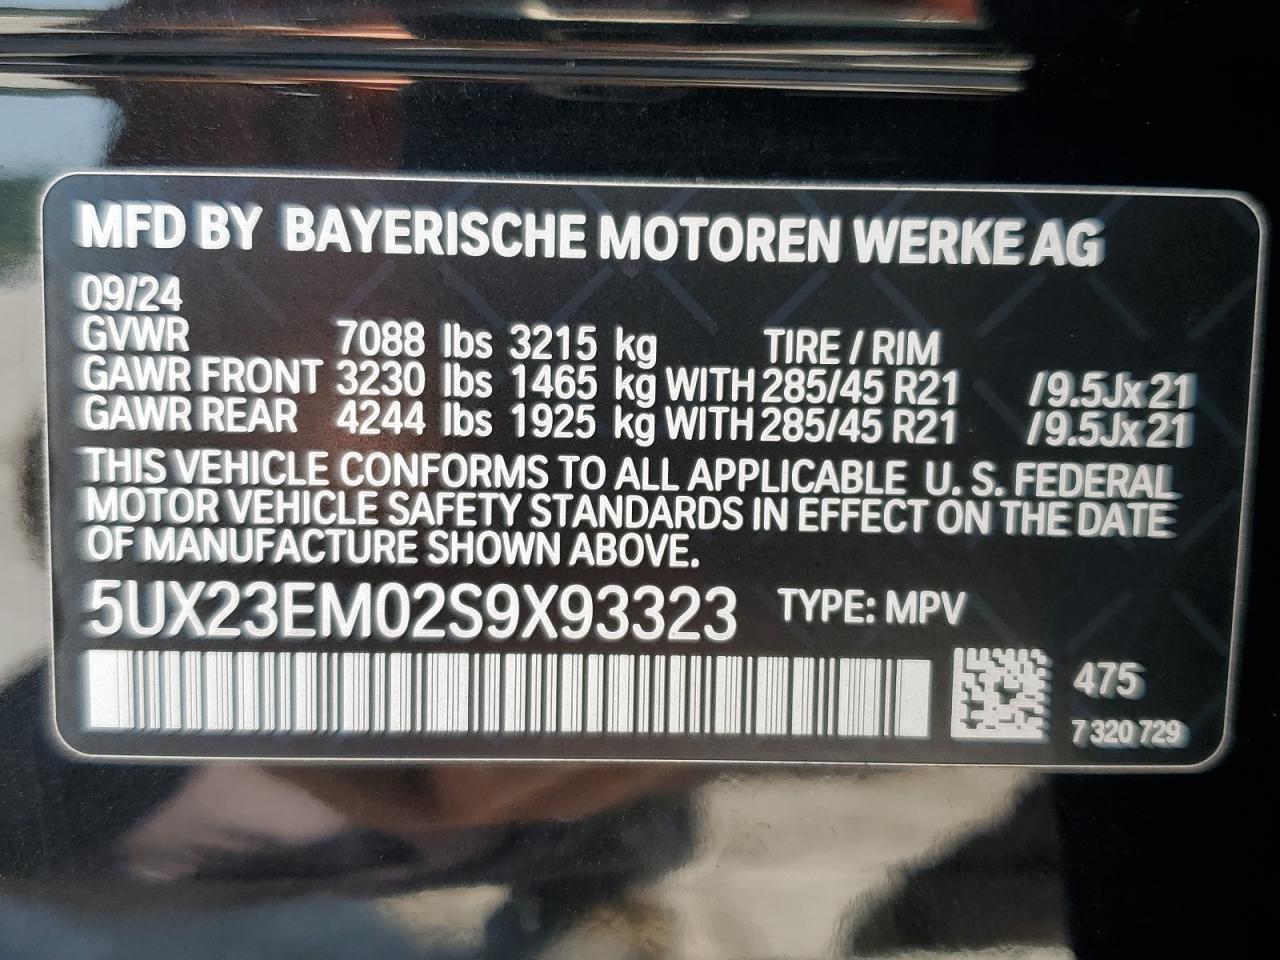 MFD BY BAYERISCHE MOTOREN WERKE AG
09/24
GVWR 7088 lbs 3215 kg TIRE / RIM
GAWR FRONT 3230 lbs 1465 kg WITH 285/45 R21 /9.5Jx21
GAWR REAR 4244 lbs 1925 kg WITH 285/45 R21 /9.5Jx21
THIS VEHICLE CONFORMS TO ALL APPLICABLE U. S. FEDERAL
MOTOR VEHICLE SAFETY STANDARDS IN EFFECT ON THE DATE
OF MANUFACTURE SHOWN ABOVE.
5UX23EM02S9X93323 TYPE: MPV
475
7 320 729